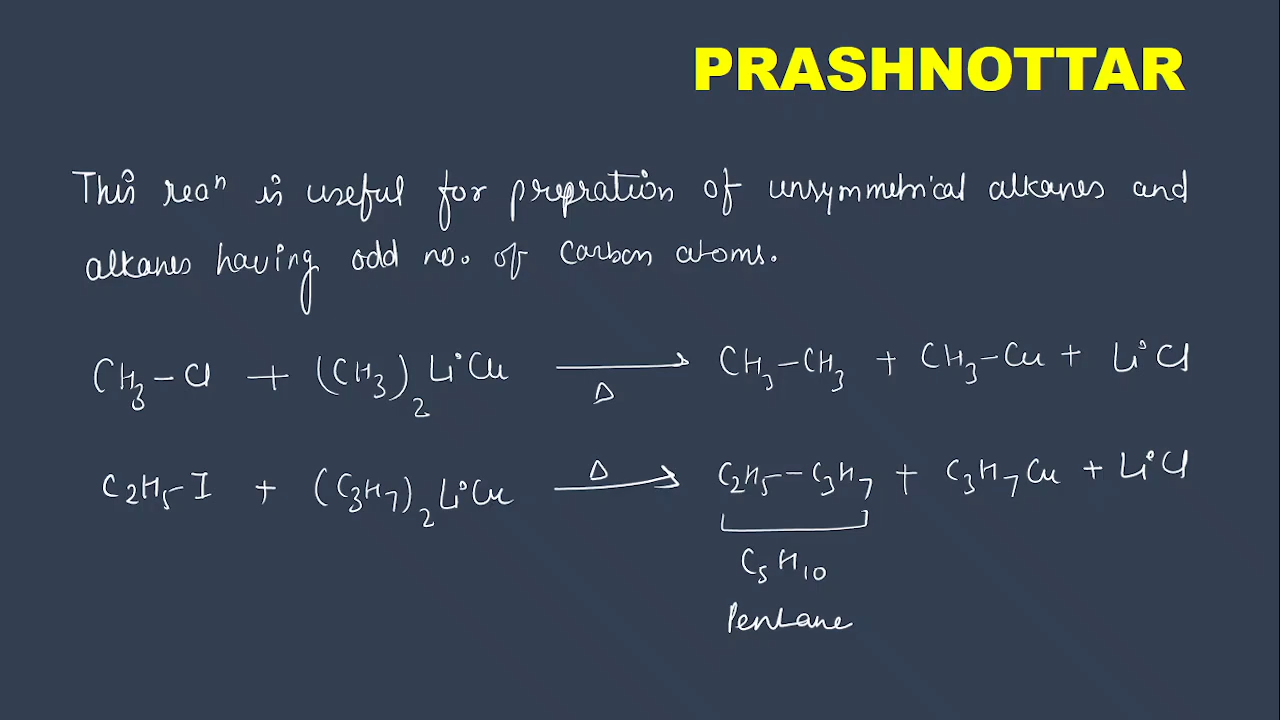 PRASHNOTTAR
This reaⁿ is useful for prepration of unsymmetrical alkanes and
alkanes having odd no. of Carbon atoms.
CH₃-Cl + (CH₃)₂LiCu —Δ→ CH₃-CH₃ + CH₃-Cu + LiCl
C₂H₅-I + (C₃H₇)₂LiCu —Δ→ C₂H₅-C₃H₇ + C₃H₇Cu + LiCl
C₅H₁₀
Pentane